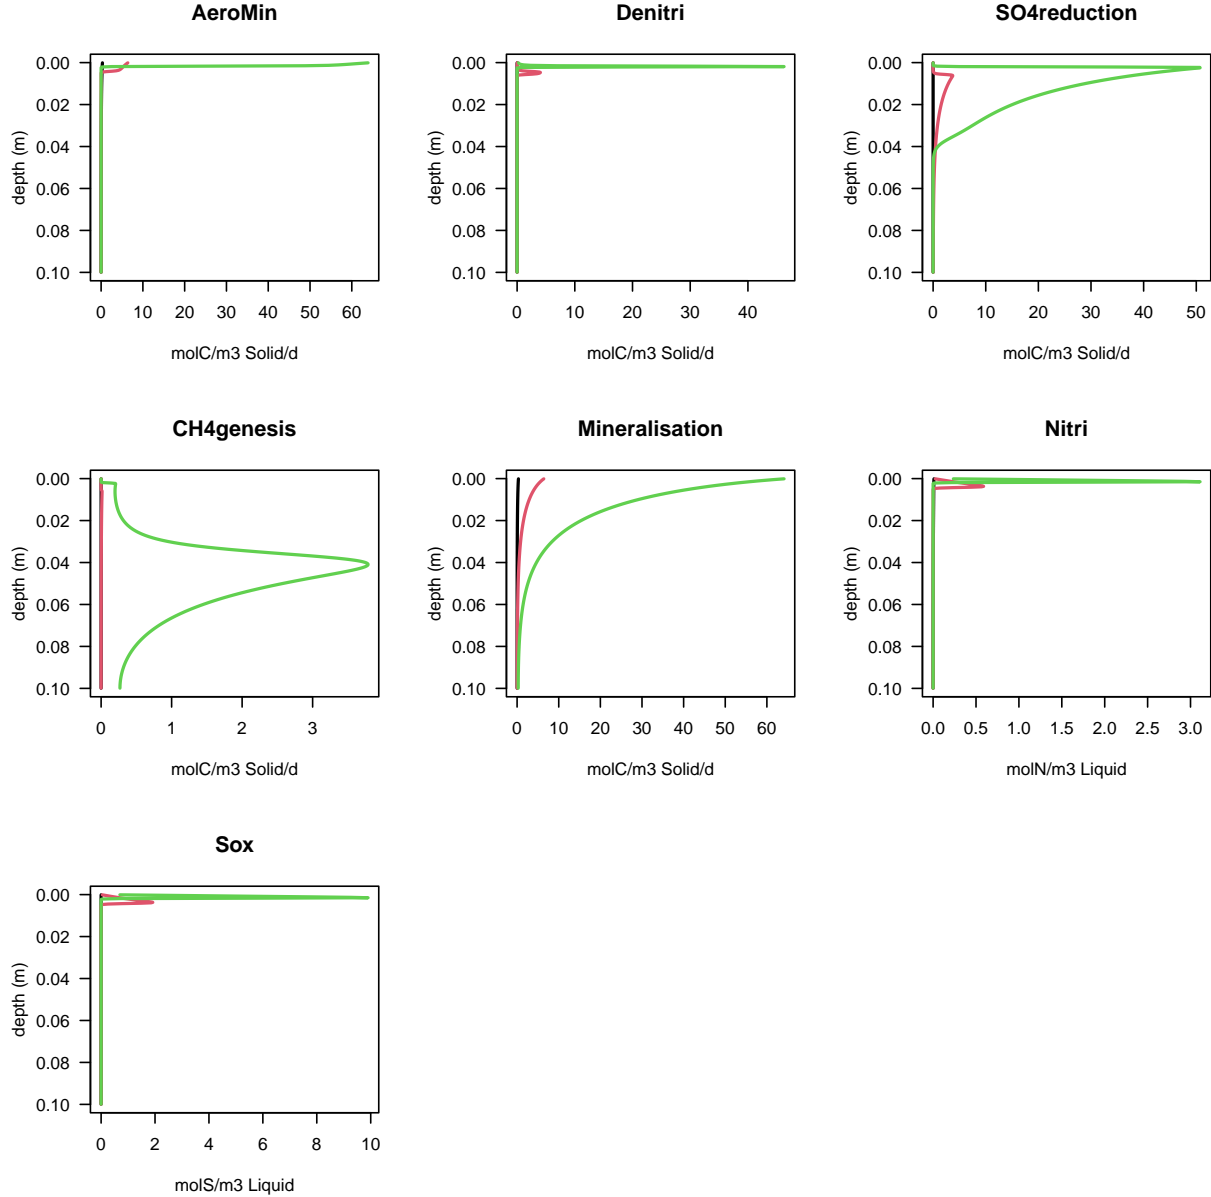 AeroMin
depth (m)
0.00
0.02
0.04
0.06
0.08
0.10
0 10 20 30 40 50 60
molC/m3 Solid/d
Denitri
depth (m)
0.00
0.02
0.04
0.06
0.08
0.10
0 10 20 30 40
molC/m3 Solid/d
SO4reduction
depth (m)
0.00
0.02
0.04
0.06
0.08
0.10
0 10 20 30 40 50
molC/m3 Solid/d
CH4genesis
depth (m)
0.00
0.02
0.04
0.06
0.08
0.10
0 1 2 3
molC/m3 Solid/d
Mineralisation
depth (m)
0.00
0.02
0.04
0.06
0.08
0.10
0 10 20 30 40 50 60
molC/m3 Solid/d
Nitri
depth (m)
0.00
0.02
0.04
0.06
0.08
0.10
0.0 0.5 1.0 1.5 2.0 2.5 3.0
molN/m3 Liquid
Sox
depth (m)
0.00
0.02
0.04
0.06
0.08
0.10
0 2 4 6 8 10
molS/m3 Liquid